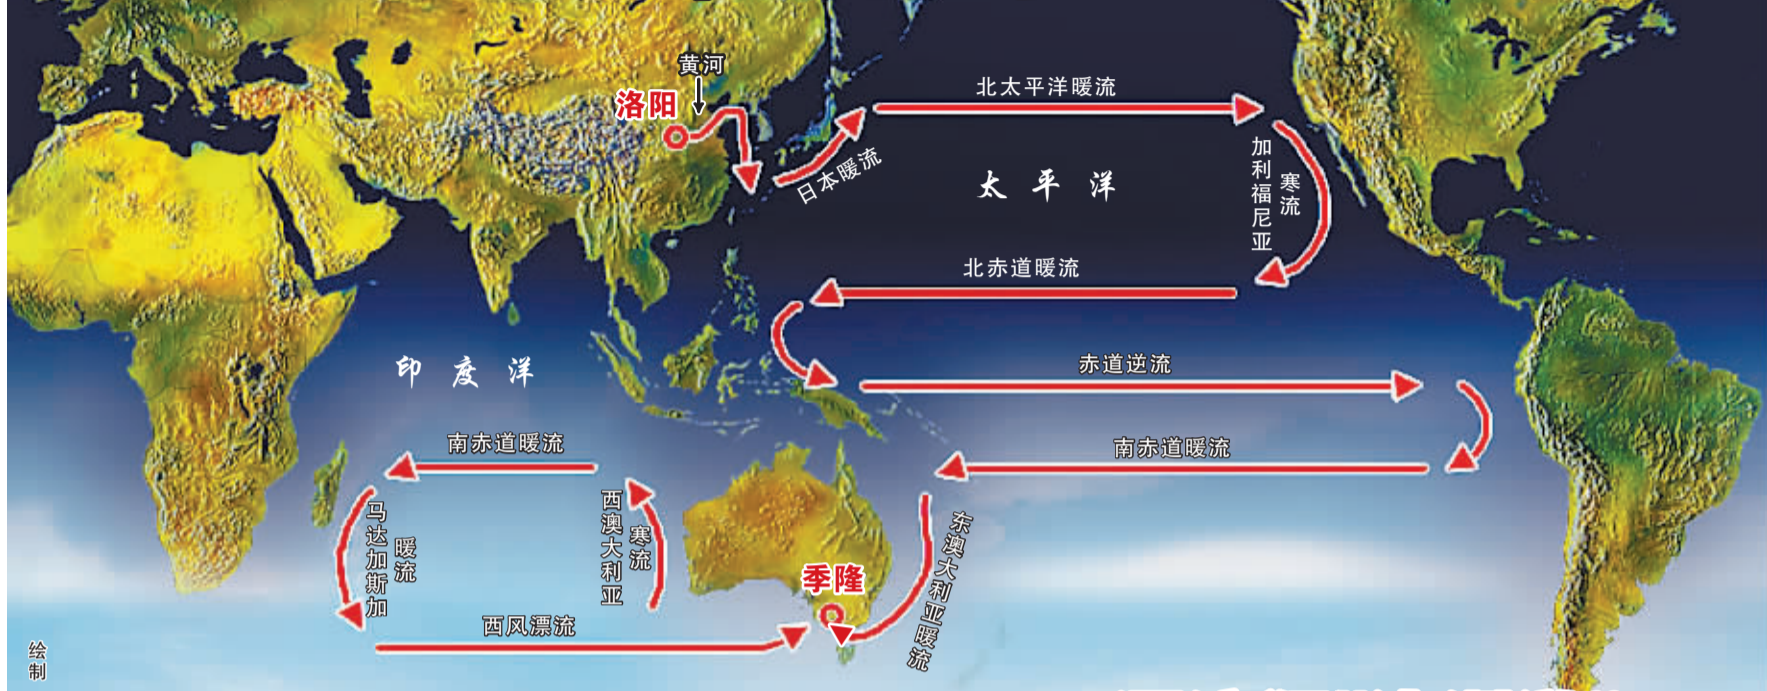 黄河
洛阳
北太平洋暖流
日本暖流
太平洋
加利福尼亚
寒流
北赤道暖流
印度洋
赤道逆流
南赤道暖流
南赤道暖流
西澳大利亚
寒流
东澳大利亚暖流
马达加斯加
暖流
季隆
西风漂流
绘制